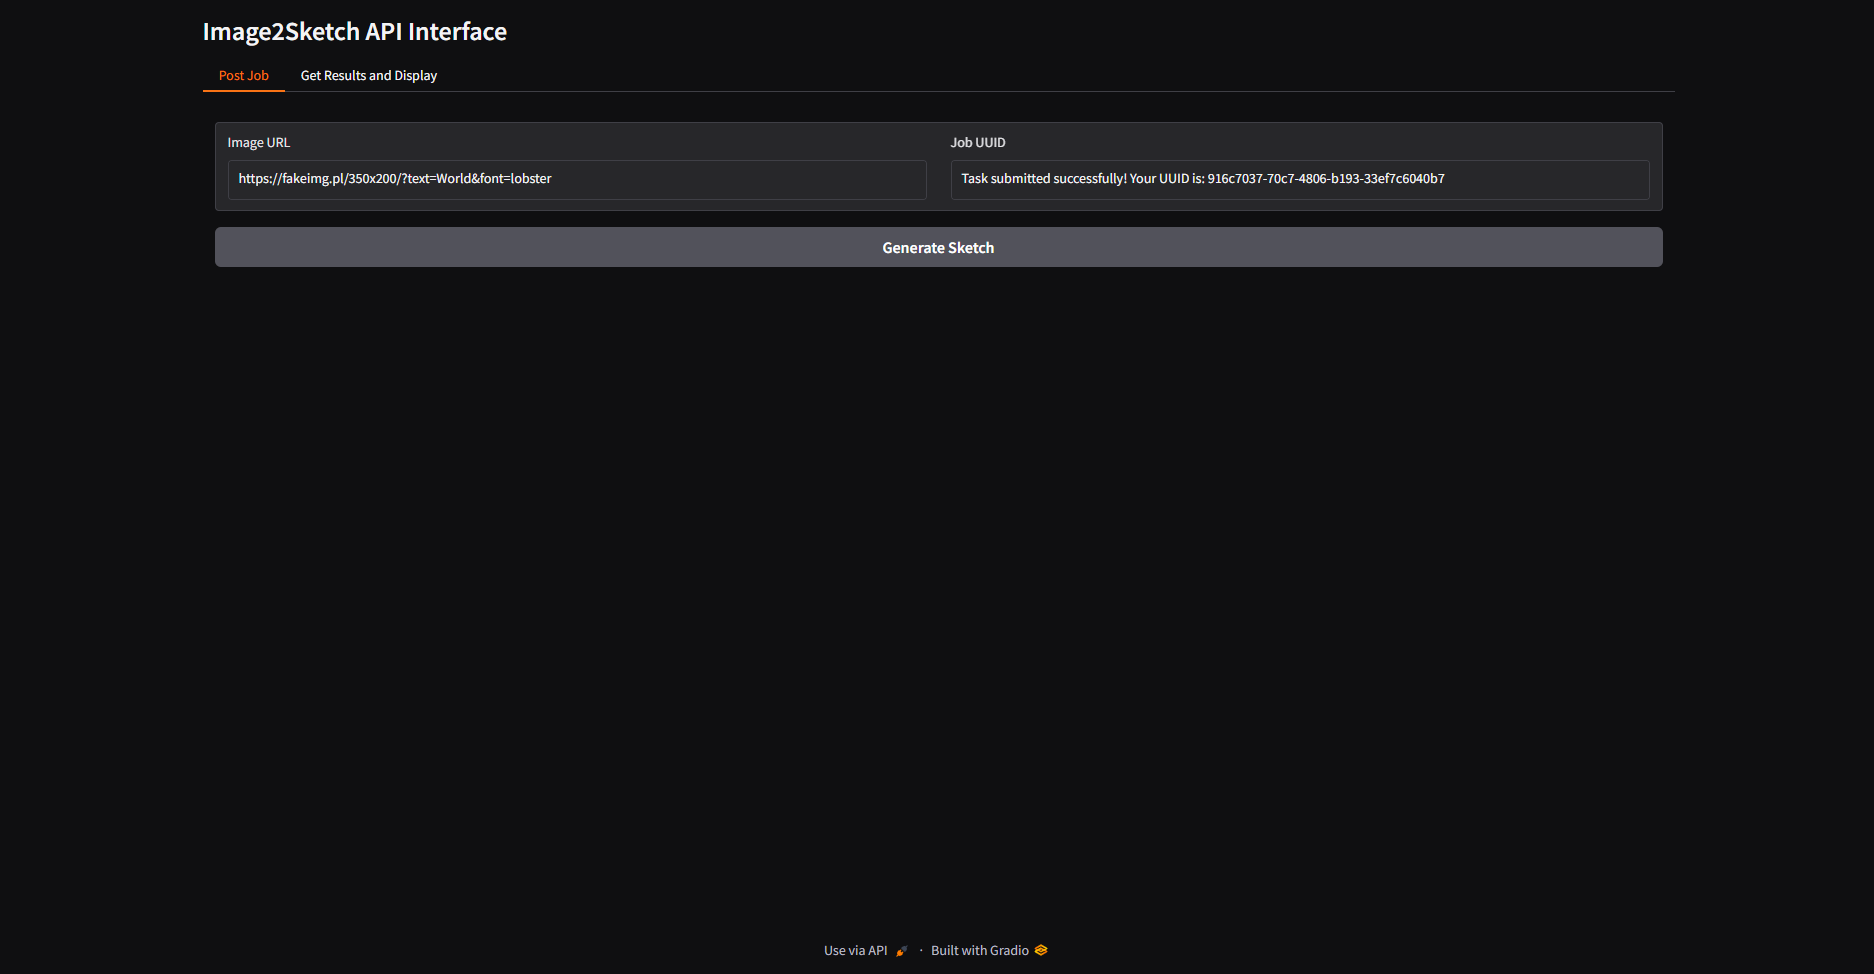 Image2Sketch API Interface
Post Job
Get Results and Display
Image URL
https://fakeimg.pl/350x200/?text=World&font=lobster
Job UUID
Task submitted successfully! Your UUID is: 916c7037-70c7-4806-b193-33ef7c6040b7
Generate Sketch
Use via API · Built with Gradio